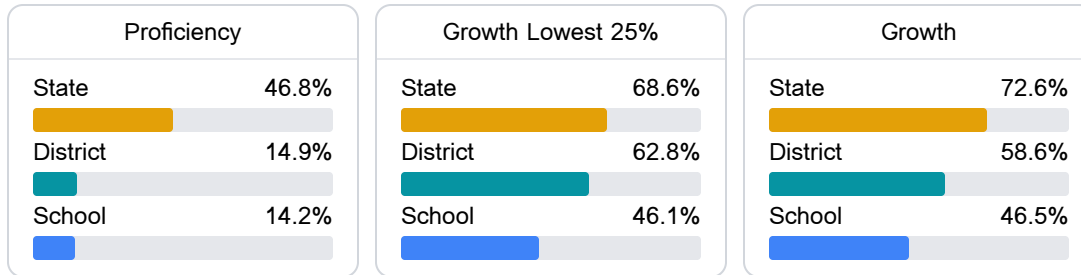 Proficiency
State 46.8%
District 14.9%
School 14.2%
Growth Lowest 25%
State 68.6%
District 62.8%
School 46.1%
Growth
State 72.6%
District 58.6%
School 46.5%